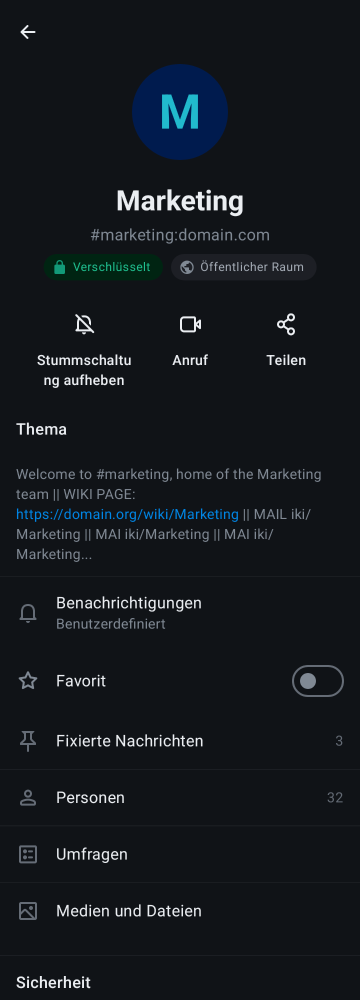 M
Marketing
#marketing:domain.com
Verschlüsselt
Öffentlicher Raum
Stummschaltu
ng aufheben
Anruf
Teilen
Thema
Welcome to #marketing, home of the Marketing
team || WIKI PAGE:
https://domain.org/wiki/Marketing || MAIL iki/
Marketing || MAI iki/Marketing || MAI iki/
Marketing...
Benachrichtigungen
Benutzerdefiniert
Favorit
Fixierte Nachrichten 3
Personen 32
Umfragen
Medien und Dateien
Sicherheit